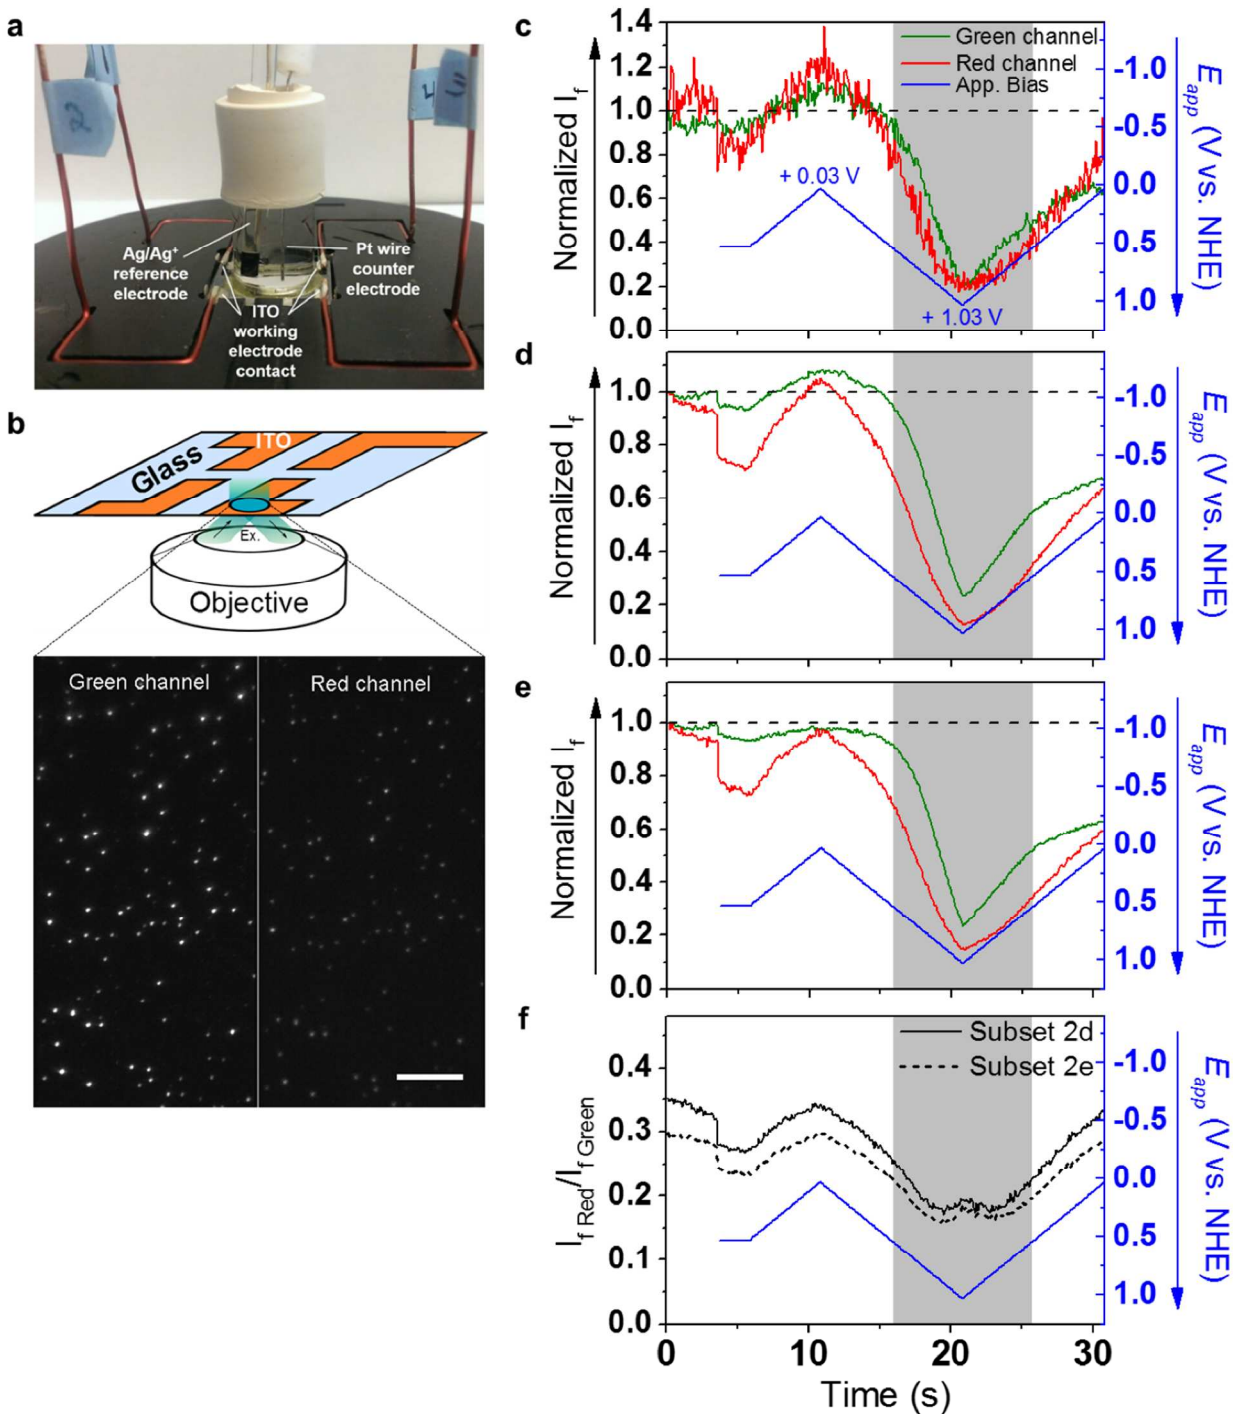 a
2
1
4
3
Ag/Ag⁺
reference
electrode
Pt wire
counter
electrode
ITO
working
electrode
contact
b
ITO
Glass
Ex.
Objective
Green channel
Red channel
c
Normalized I_f
1.4
1.2
1.0
0.8
0.6
0.4
0.2
0.0
Green channel
Red channel
App. Bias
+ 0.03 V
+ 1.03 V
-1.0
-0.5
0.0
0.5
1.0
E_app (V vs. NHE)
d
Normalized I_f
1.0
0.8
0.6
0.4
0.2
0.0
-1.0
-0.5
0.0
0.5
1.0
E_app (V vs. NHE)
e
Normalized I_f
1.0
0.8
0.6
0.4
0.2
0.0
-1.0
-0.5
0.0
0.5
1.0
E_app (V vs. NHE)
f
I_f Red/I_f Green
0.4
0.3
0.2
0.1
0.0
Subset 2d
Subset 2e
-1.0
-0.5
0.0
0.5
1.0
E_app (V vs. NHE)
0
10
20
30
Time (s)